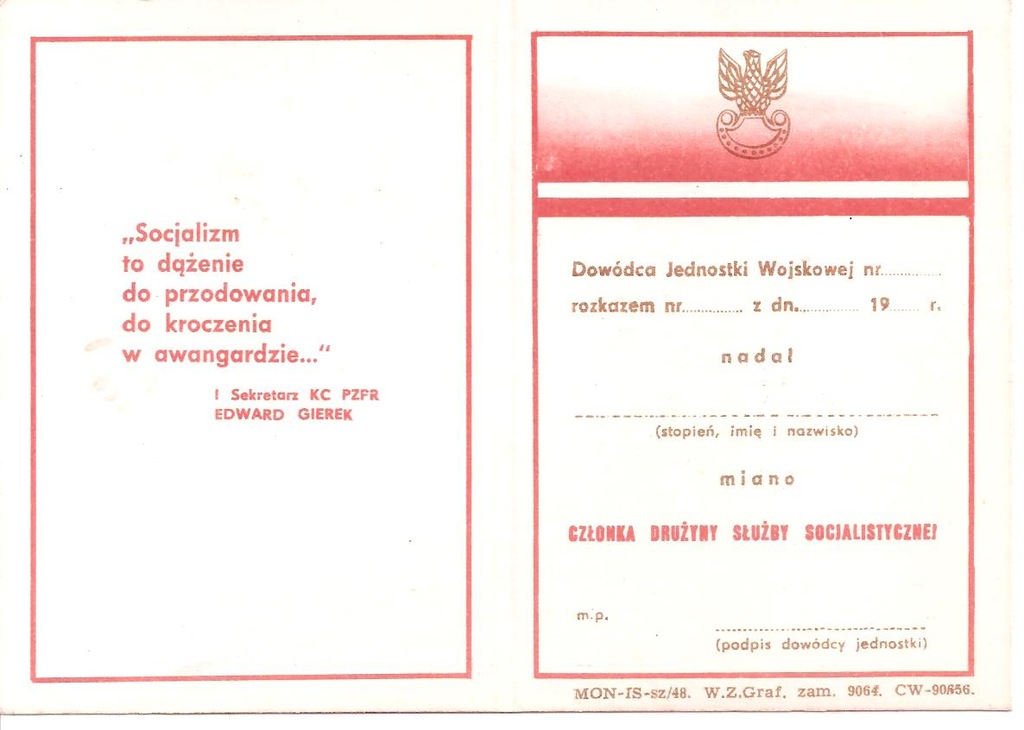 „Socjalizm
to dążenie
do przodowania,
do kroczenia
w awangardzie..."
I Sekretarz KC PZPR
EDWARD GIEREK
Dowódca Jednostki Wojskowej nr..............
rozkazem nr.............. z dn............... 19....... r.
nadał
(stopień, imię i nazwisko)
miano
CZŁONKA DRUŻYNY SŁUŻBY SOCJALISTYCZNEJ
m.p.
(podpis dowódcy jednostki)
MON-IS-sz/48. W.Z.Graf. zam. 9064.